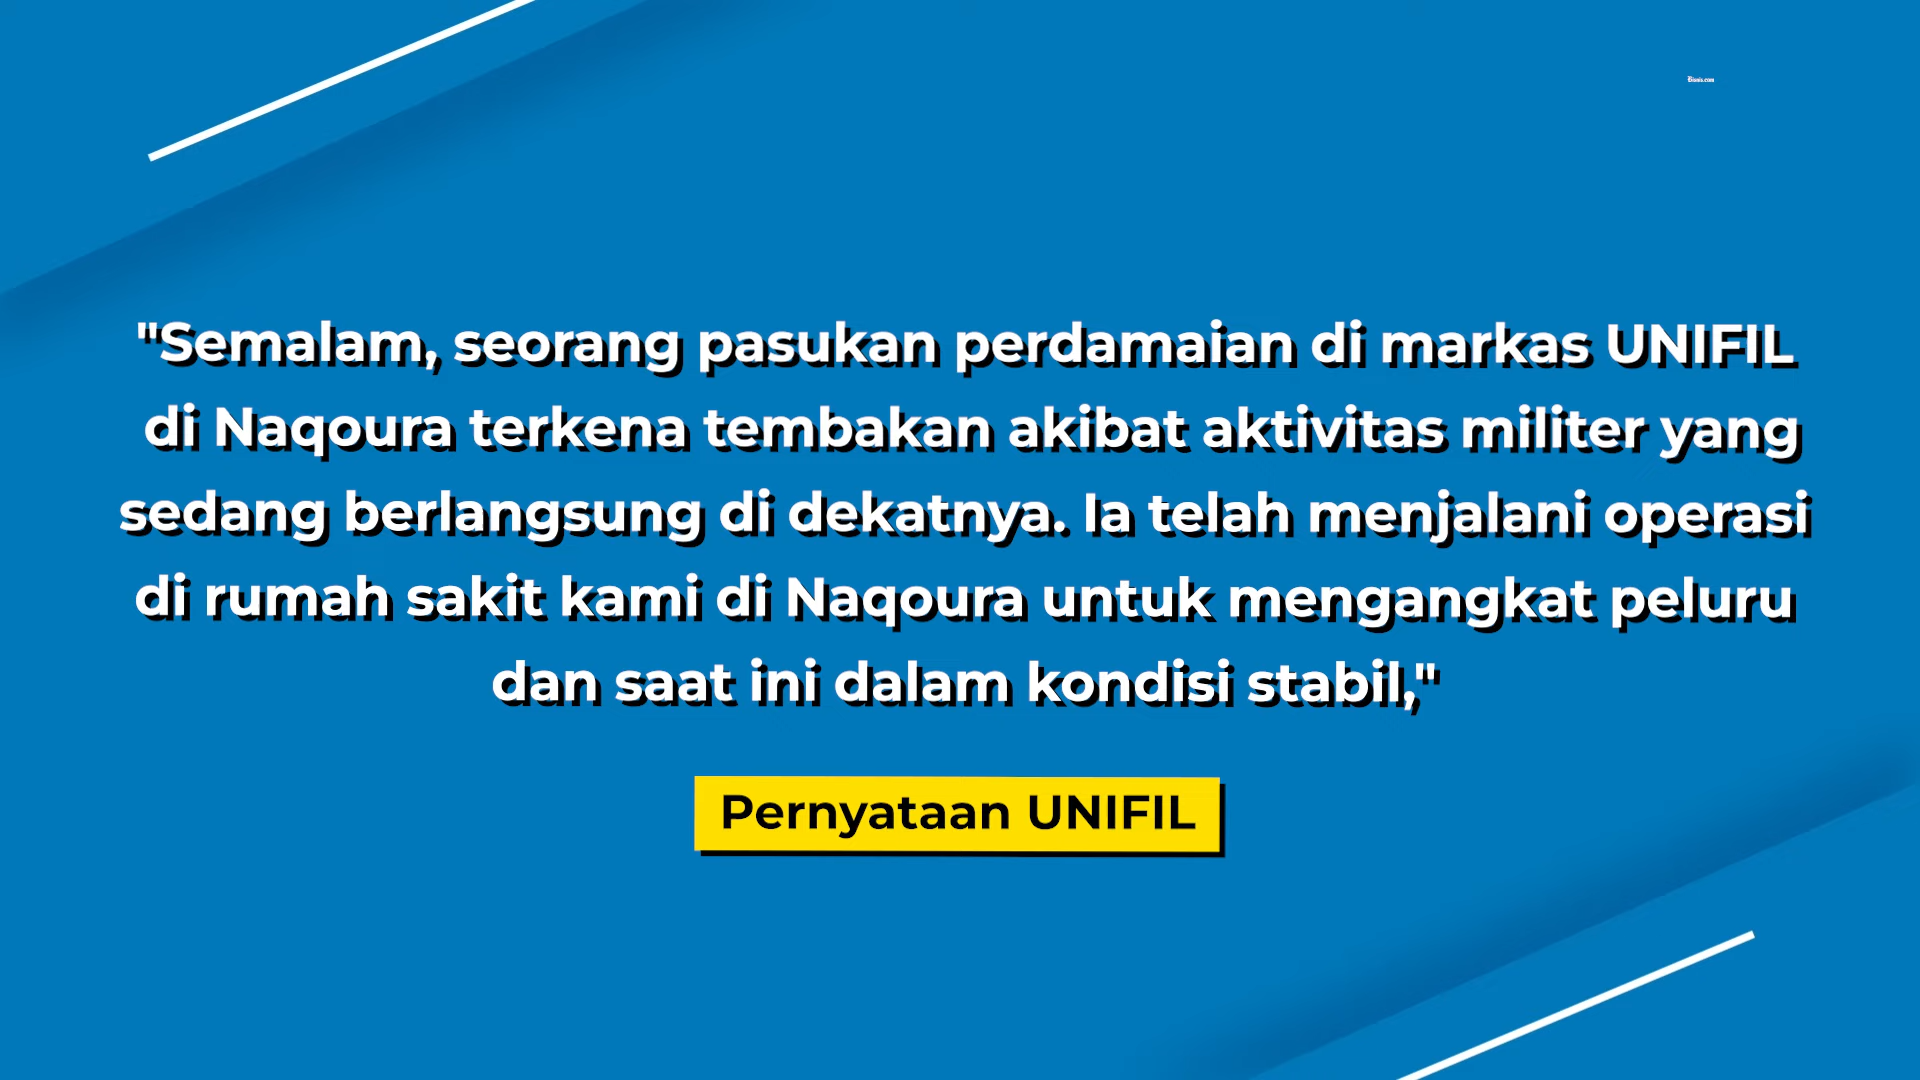 Bisnis.com
"Semalam, seorang pasukan perdamaian di markas UNIFIL
di Naqoura terkena tembakan akibat aktivitas militer yang
sedang berlangsung di dekatnya. Ia telah menjalani operasi
di rumah sakit kami di Naqoura untuk mengangkat peluru
dan saat ini dalam kondisi stabil,"
Pernyataan UNIFIL